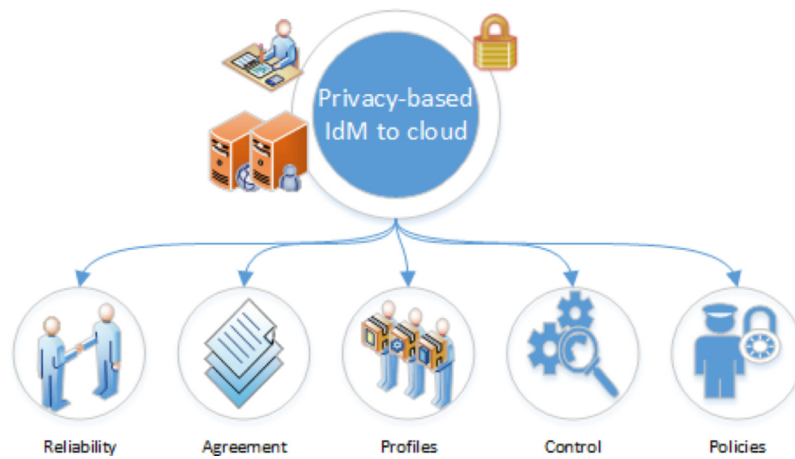 Privacy-based
IdM to cloud
Reliability
Agreement
Profiles
Control
Policies